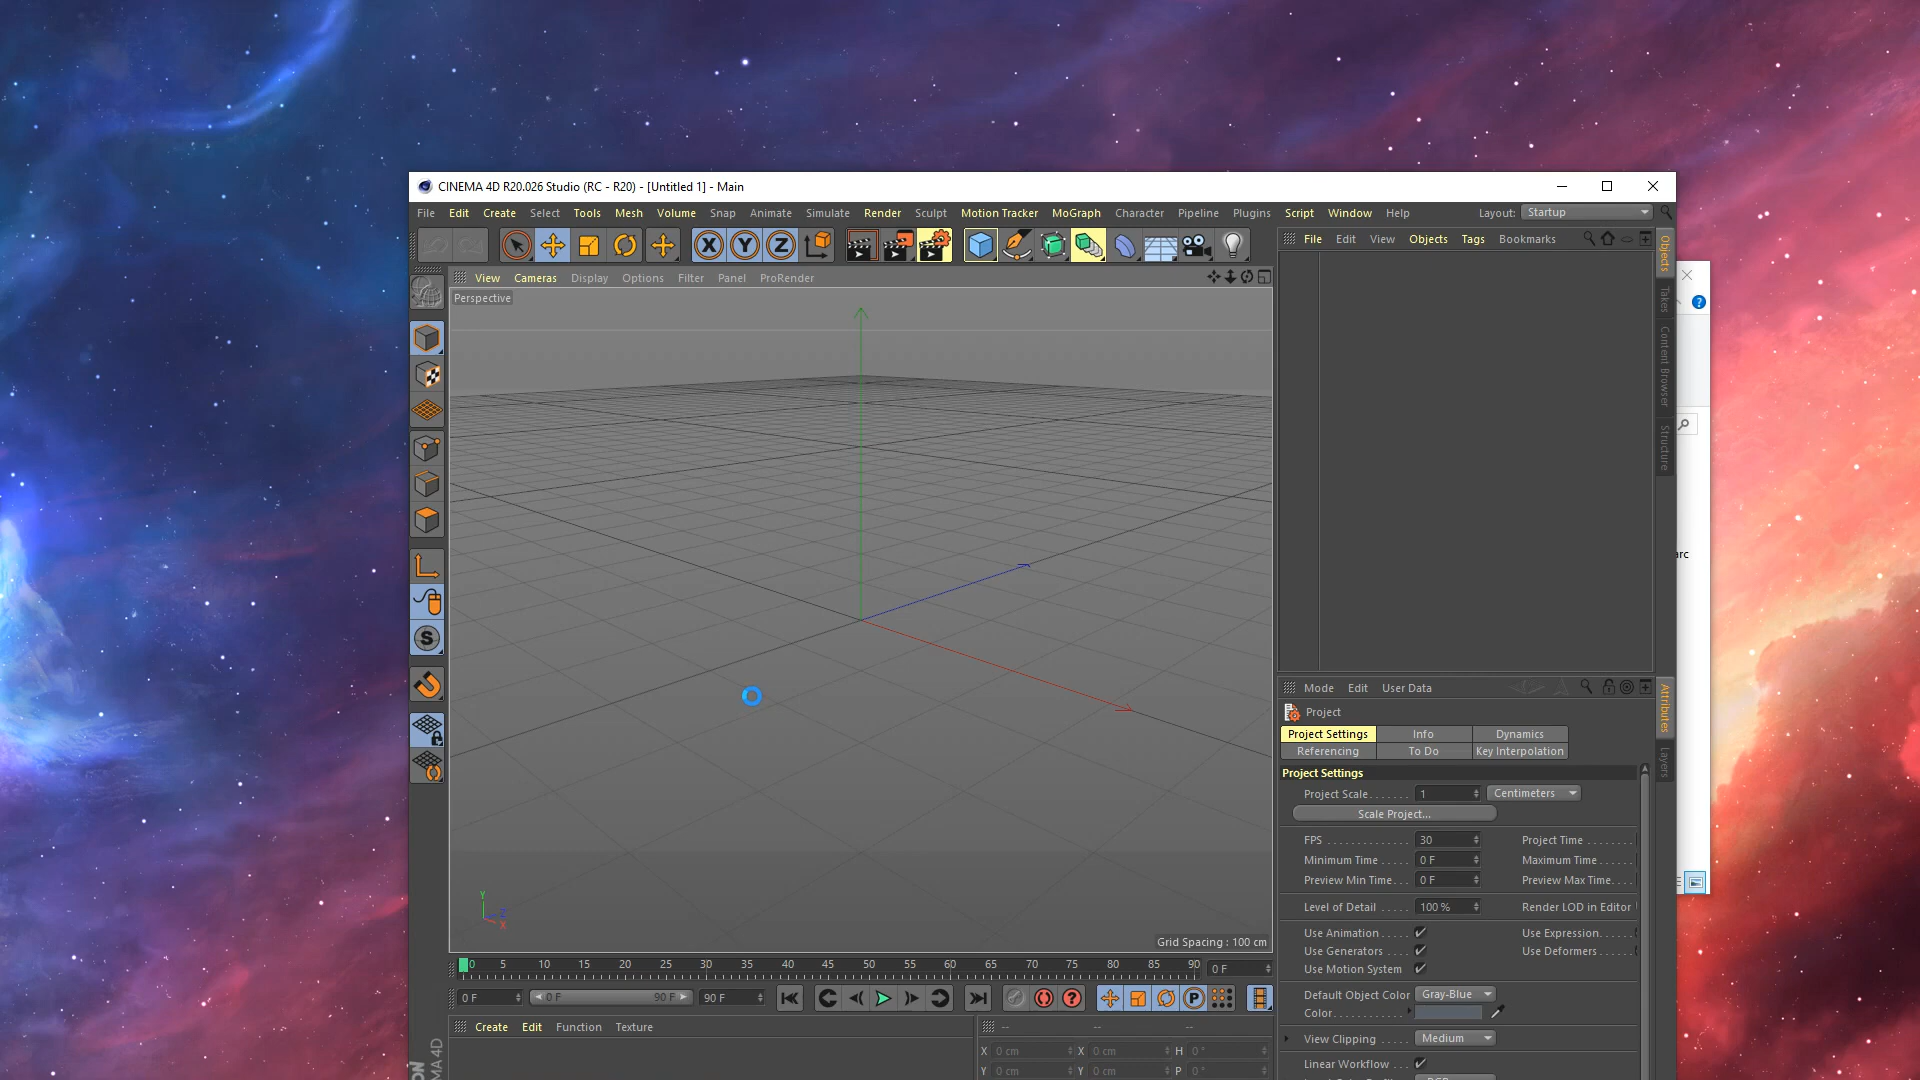 CINEMA 4D R20.026 Studio (RC - R20) - [Untitled 1] - Main
File Edit Create Select Tools Mesh Volume Snap Animate Simulate Render Sculpt Motion Tracker MoGraph Character Pipeline Plugins Script Window Help Layout: Startup
X Y Z
File Edit View Objects Tags Bookmarks
Objects
Takes
Content Browser
Structure
View Cameras Display Options Filter Panel ProRender
Perspective
arc
S
Mode Edit User Data
Attributes
Layers
Project
Project Settings Info Dynamics
Referencing To Do Key Interpolation
Project Settings
Project Scale....... 1 Centimeters
Scale Project...
FPS ............. 30 Project Time ........
Minimum Time ..... 0 F Maximum Time ......
Preview Min Time... 0 F Preview Max Time....
Level of Detail ..... 100 % Render LOD in Editor
Use Animation..... Use Expression......
Use Generators .... Use Deformers......
Use Motion System
Default Object Color Gray-Blue
Color............
View Clipping ..... Medium
Linear Workflow ...
Y
Z
X
Grid Spacing : 100 cm
0 5 10 15 20 25 30 35 40 45 50 55 60 65 70 75 80 85 90 0 F
0 F 0 F 90 F 90 F P
Create Edit Function Texture -- -- --
X 0 cm X 0 cm H 0 °
Y 0 cm Y 0 cm P 0 °